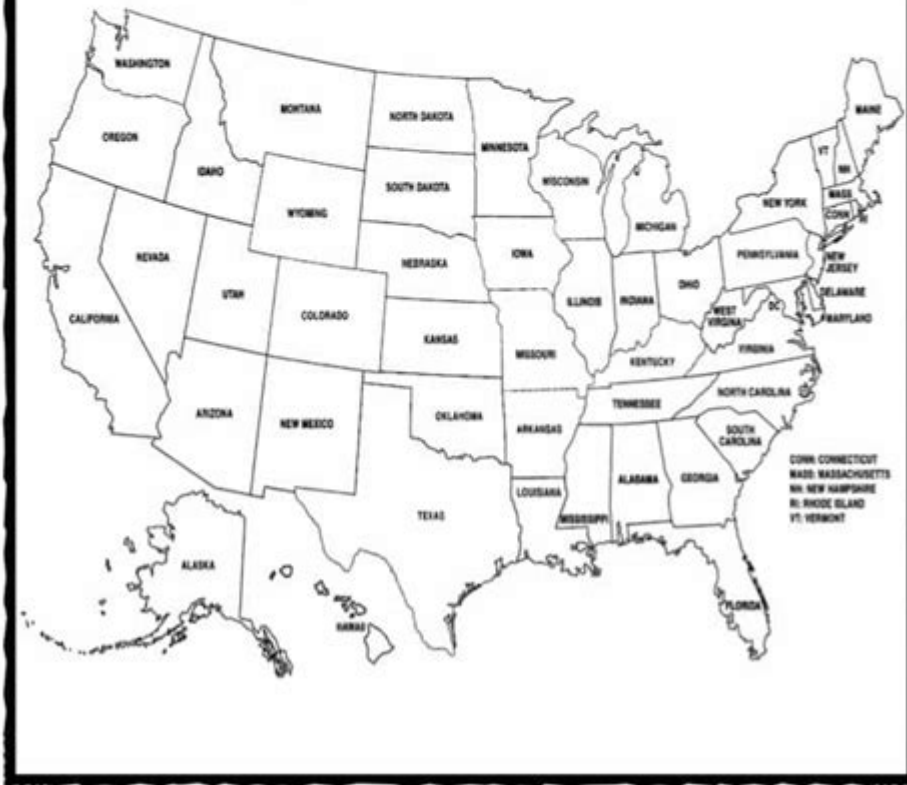 WASHINGTON
MONTANA
NORTH DAKOTA
MINNESOTA
MAINE
OREGON
IDAHO
SOUTH DAKOTA
WISCONSIN
VT
NH
WYOMING
MICHIGAN
NEW YORK
MASS
CONN
RI
NEVADA
NEBRASKA
IOWA
PENNSYLVANIA
NEW
JERSEY
UTAH
COLORADO
ILLINOIS
INDIANA
OHIO
DELAWARE
CALIFORNIA
KANSAS
MISSOURI
WEST
VIRGINIA
DC
MARYLAND
KENTUCKY
VIRGINIA
ARIZONA
NEW MEXICO
OKLAHOMA
ARKANSAS
TENNESSEE
NORTH CAROLINA
SOUTH
CAROLINA
TEXAS
LOUISIANA
MISSISSIPPI
ALABAMA
GEORGIA
CONN: CONNECTICUT
MASS: MASSACHUSETTS
NH: NEW HAMPSHIRE
RI: RHODE ISLAND
VT: VERMONT
ALASKA
HAWAII
FLORIDA